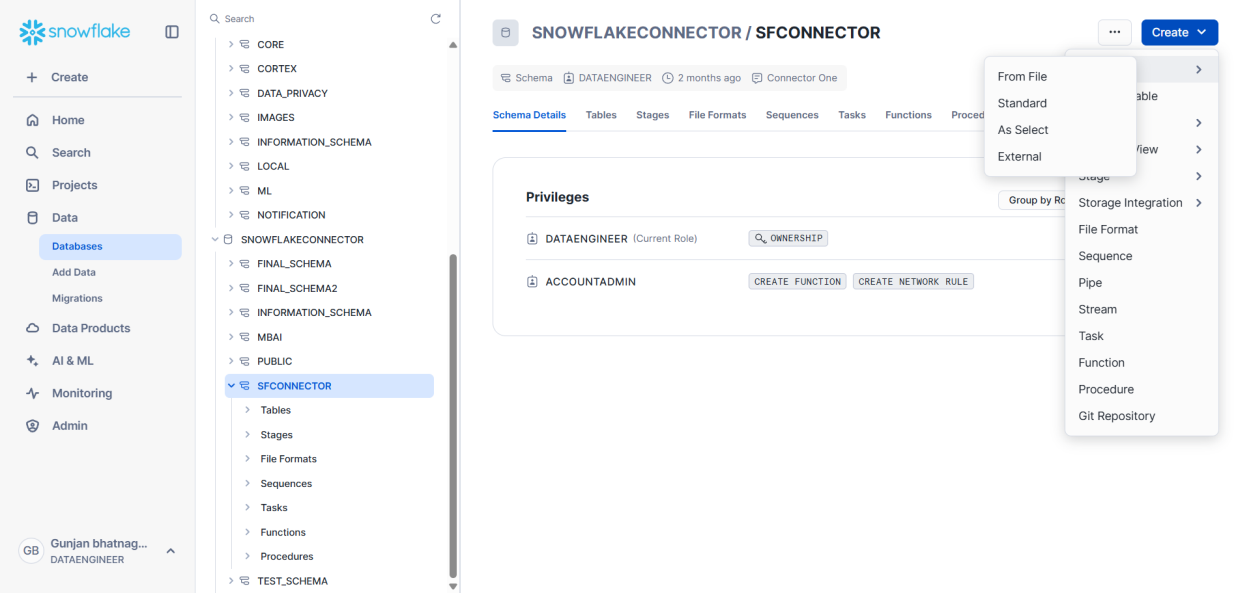 snowflake
Create
Home
Search
Projects
Data
Databases
Add Data
Migrations
Data Products
AI & ML
Monitoring
Admin
GB
Gunjan bhatnag...
DATAENGINEER
Search
CORE
CORTEX
DATA_PRIVACY
IMAGES
INFORMATION_SCHEMA
LOCAL
ML
NOTIFICATION
SNOWFLAKECONNECTOR
FINAL_SCHEMA
FINAL_SCHEMA2
INFORMATION_SCHEMA
MBAI
PUBLIC
SFCONNECTOR
Tables
Stages
File Formats
Sequences
Tasks
Functions
Procedures
TEST_SCHEMA
SNOWFLAKECONNECTOR / SFCONNECTOR
... Create
Schema DATAENGINEER 2 months ago Connector One
Schema Details Tables Stages File Formats Sequences Tasks Functions Proced
Privileges
Group by Ro
DATAENGINEER (Current Role) OWNERSHIP
ACCOUNTADMIN CREATE FUNCTION CREATE NETWORK RULE
From File
Standard
As Select
External
able
View
Stage
Storage Integration
File Format
Sequence
Pipe
Stream
Task
Function
Procedure
Git Repository